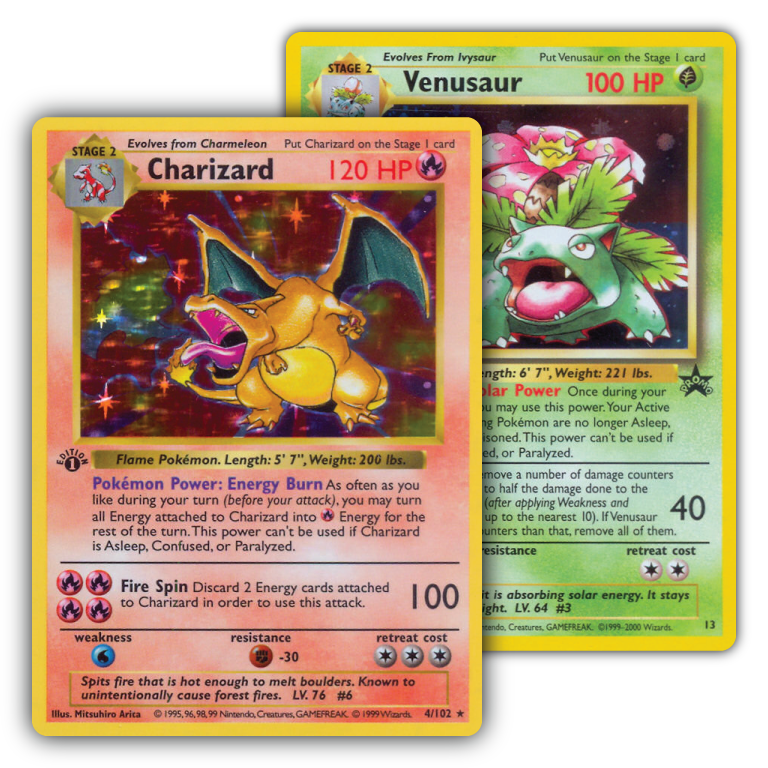 Evolves From Ivysaur Put Venusaur on the Stage 1 card
STAGE 2
Venusaur 100 HP
Length: 6' 7", Weight: 221 lbs.
PROMO
Solar Power Once during your
you may use this power. Your Active
Pokémon are no longer Asleep,
This power can't be used if
or Paralyzed.
a number of damage counters
to half the damage done to the
(after applying Weakness and
up to the nearest 10). If Venusaur
than that, remove all of them.
40
resistance retreat cost
it is absorbing solar energy. It stays
LV. 64 #3
Creatures, GAMEFREAK. ©1999-2000 Wizards. 13
Evolves from Charmeleon Put Charizard on the Stage 1 card
STAGE 2
Charizard 120 HP
EDITION
1
Flame Pokémon. Length: 5' 7", Weight: 200 lbs.
Pokémon Power: Energy Burn As often as you
like during your turn (before your attack), you may turn
all Energy attached to Charizard into Energy for the
rest of the turn. This power can't be used if Charizard
is Asleep, Confused, or Paralyzed.
Fire Spin Discard 2 Energy cards attached
to Charizard in order to use this attack.
100
weakness resistance retreat cost
-30
Spits fire that is hot enough to melt boulders. Known to
unintentionally cause forest fires. LV. 76 #6
Illus. Mitsuhiro Arita © 1995, 96, 98, 99 Nintendo, Creatures, GAMEFREAK. © 1999 Wizards. 4/102 ★